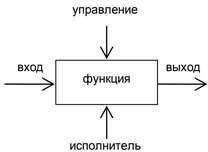 управление
вход
функция
выход
исполнитель